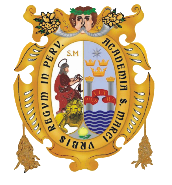 ACADEMIA S. MARCI VRBIS REGVM IN PERV.
S.M